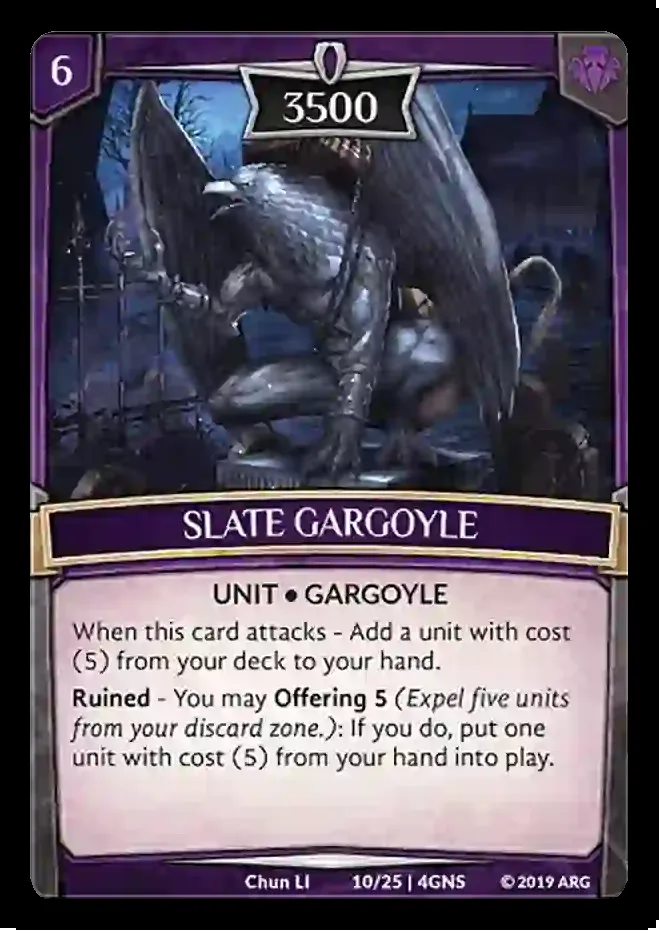 6
3500
SLATE GARGOYLE
UNIT • GARGOYLE
When this card attacks - Add a unit with cost
(5) from your deck to your hand.
Ruined - You may Offering 5 (Expel five units
from your discard zone.): If you do, put one
unit with cost (5) from your hand into play.
Chun LI 10/25 | 4GNS © 2019 ARG